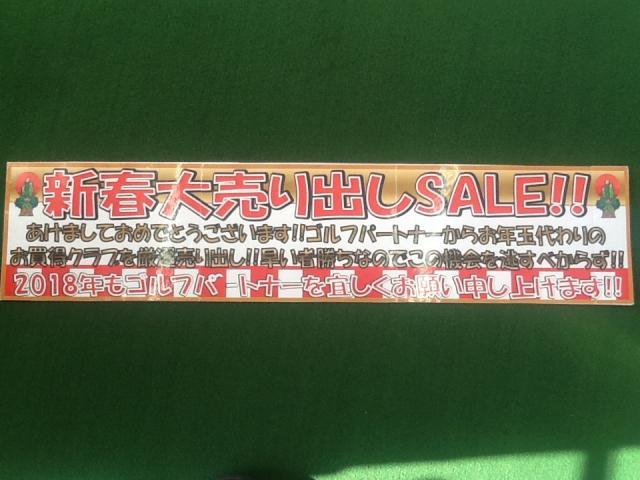 新春大売り出しSALE!!
あけましておめでとうございます!!ゴルフパートナーからお年玉代わりの
お買得クラブを厳選売り出し!!早い者勝ちなのでこの機会を逃すべからず!!
2018年もゴルフパートナーを宜しくお願い申し上げます!!